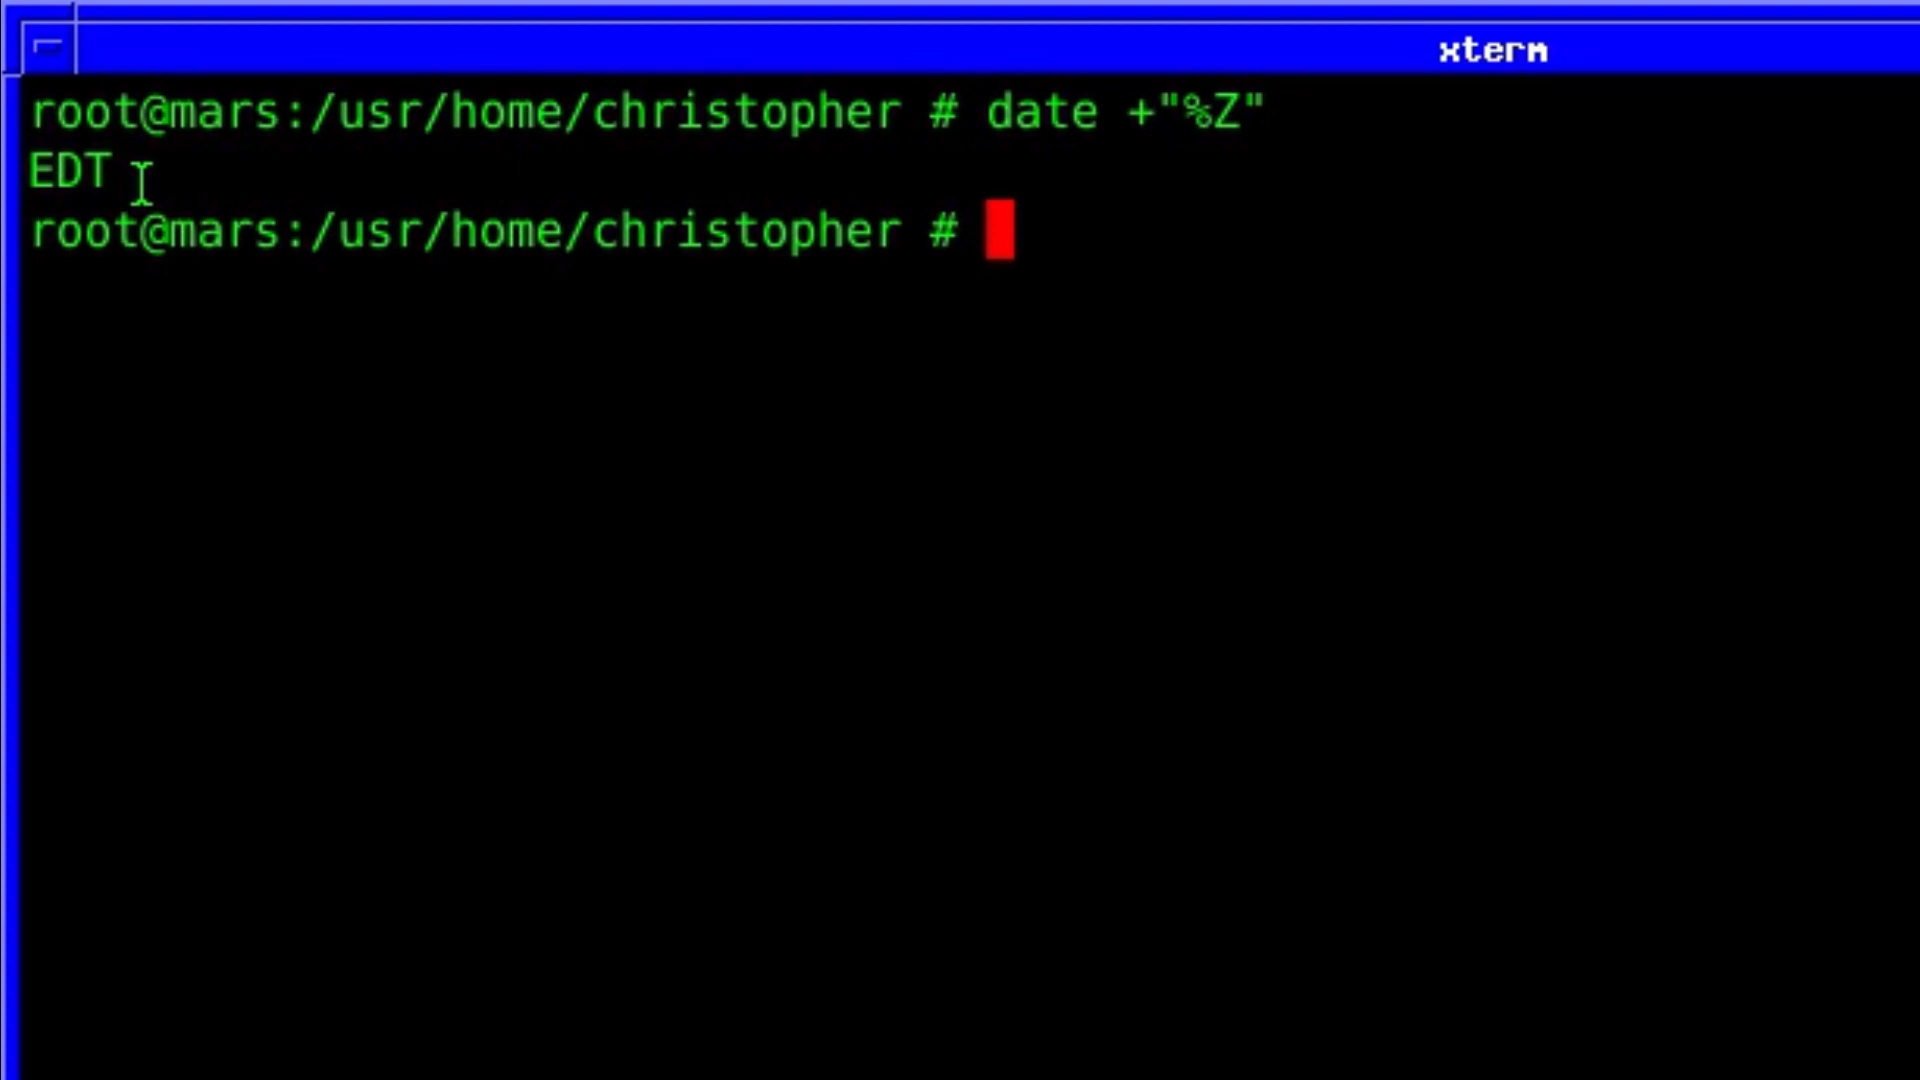 xterm
root@mars:/usr/home/christopher # date +"%Z"
EDT
root@mars:/usr/home/christopher #